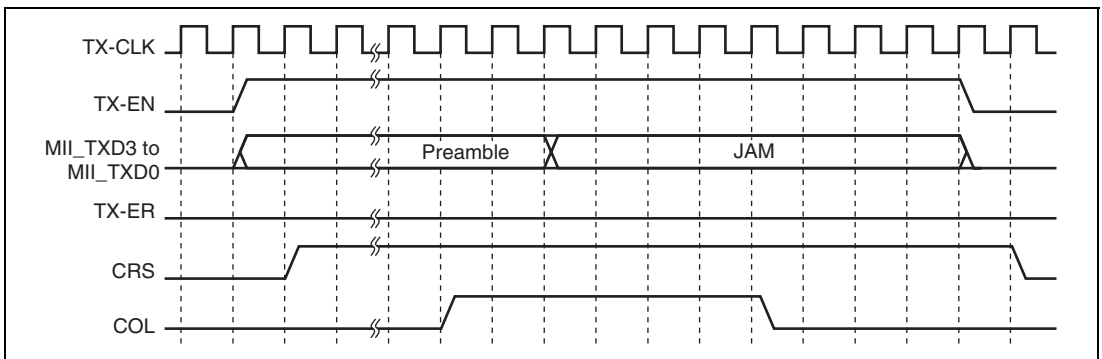 TX-CLK
TX-EN
MII_TXD3 to
MII_TXD0
Preamble
JAM
TX-ER
CRS
COL